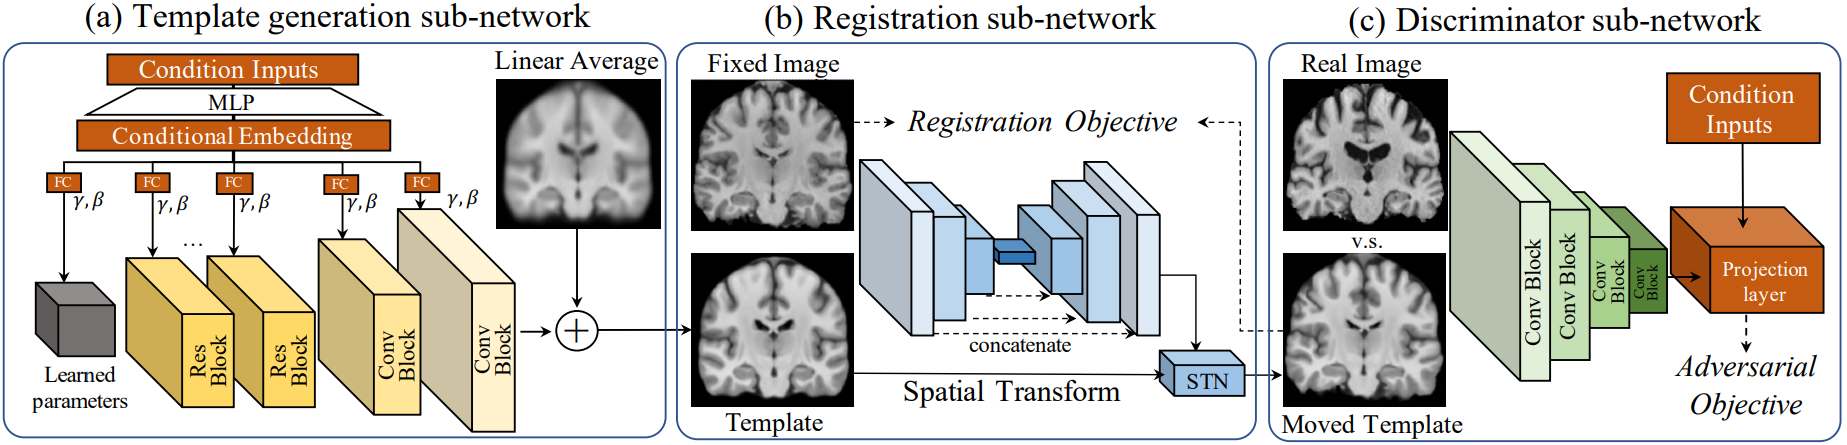 (a) Template generation sub-network
Condition Inputs
MLP
Conditional Embedding
FC
FC
FC
FC
FC
γ, β
γ, β
γ, β
γ, β
γ, β
...
Learned
parameters
Res
Block
Res
Block
Conv
Block
Conv
Block
Linear Average
(b) Registration sub-network
Fixed Image
Registration Objective
concatenate
Spatial Transform
STN
Template
(c) Discriminator sub-network
Real Image
v.s.
Moved Template
Conv Block
Conv Block
Conv
Block
Conv
Block
Condition
Inputs
Projection
layer
Adversarial
Objective